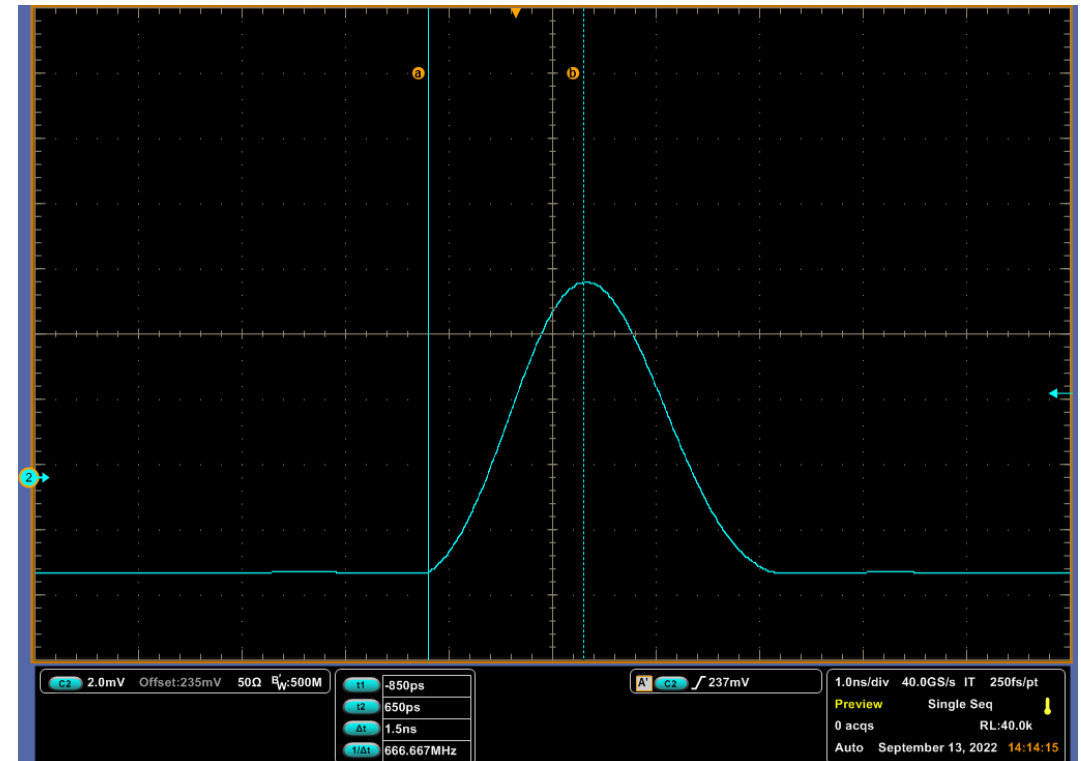 a b
2
C2 2.0mV Offset:235mV 50Ω BW:500M
t1 -850ps
t2 650ps
Δt 1.5ns
1/Δt 666.667MHz
A' C2 237mV
1.0ns/div 40.0GS/s IT 250fs/pt
Preview Single Seq
0 acqs RL:40.0k
Auto September 13, 2022 14:14:15